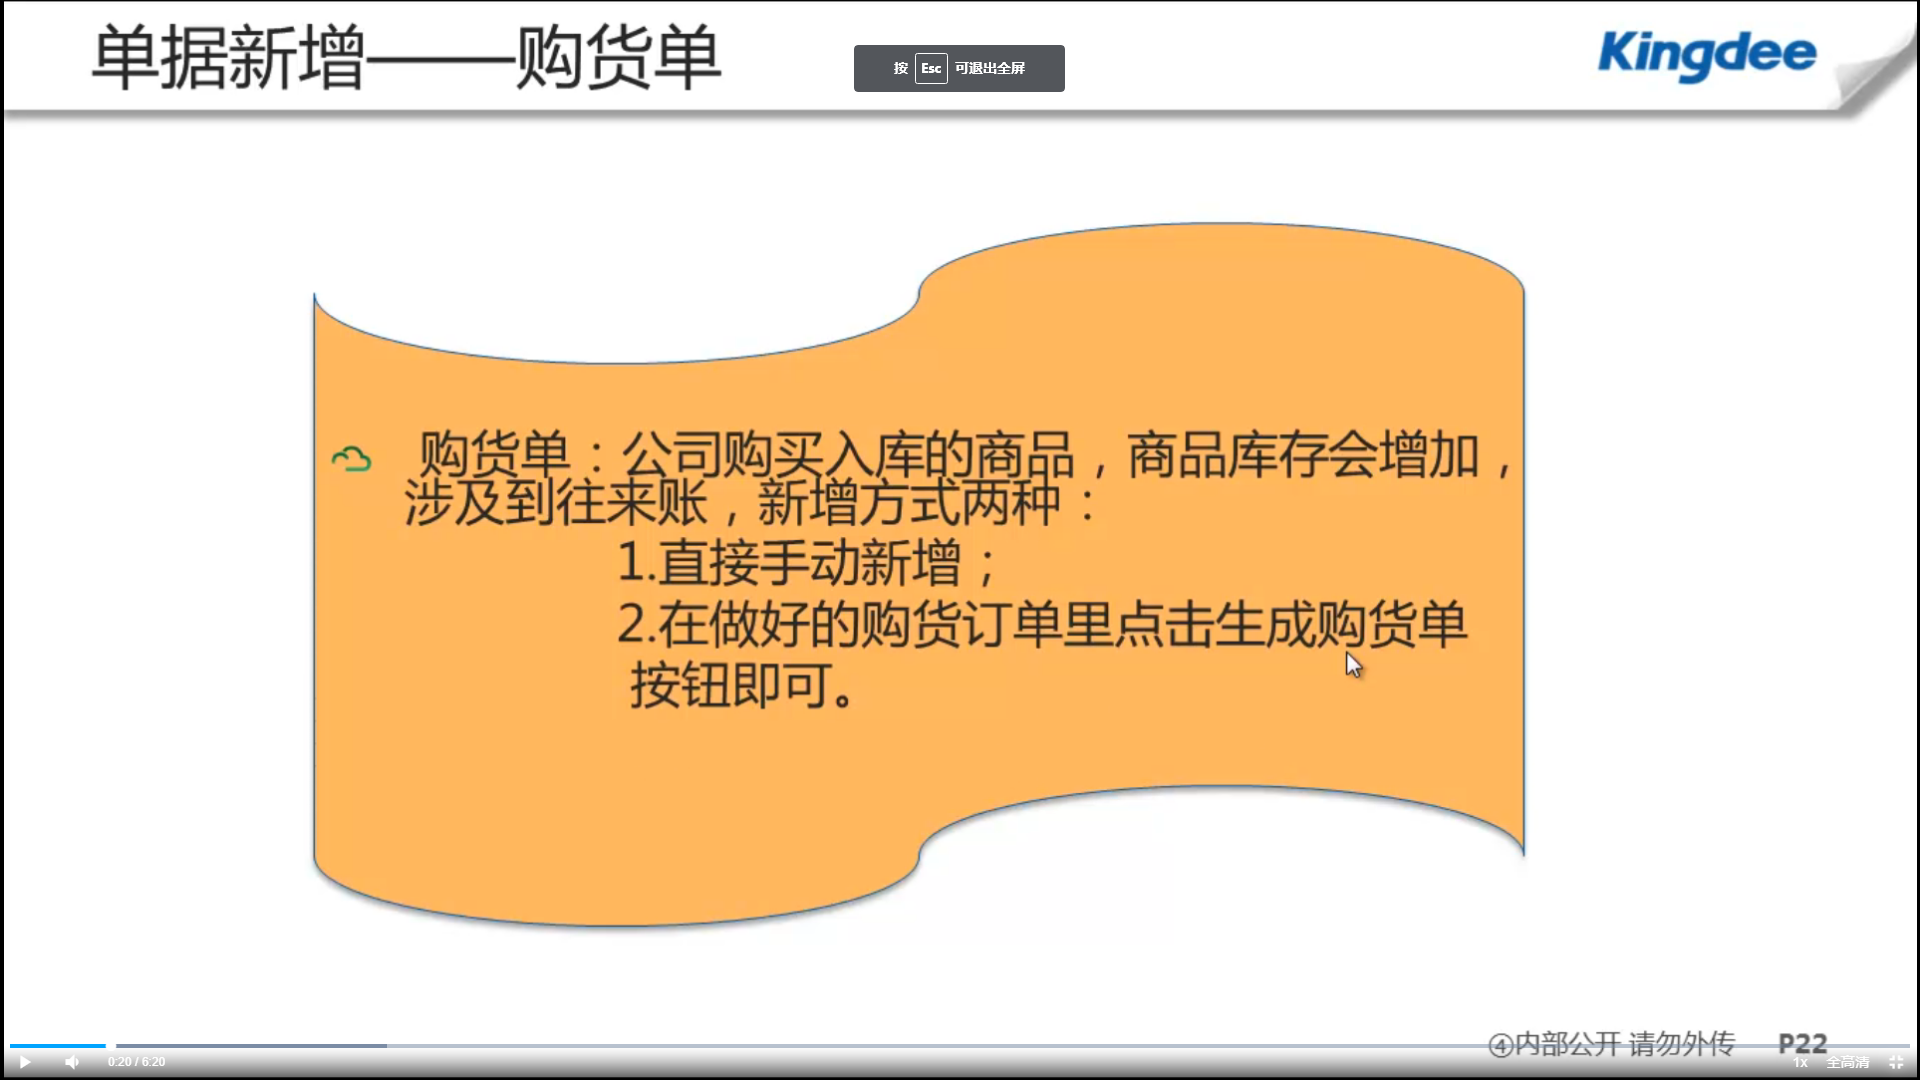 单据新增——购货单
按 Esc 可退出全屏
Kingdee
购货单：公司购买入库的商品，商品库存会增加，
涉及到往来账，新增方式两种：
1.直接手动新增；
2.在做好的购货订单里点击生成购货单
按钮即可。
④内部公开 请勿外传 P22
0:20 / 6:20
1x 全高清